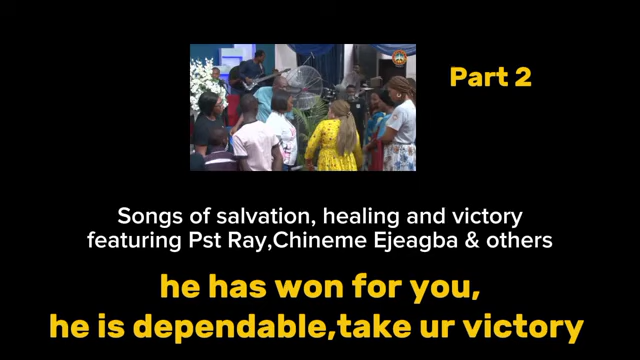 Part 2
Songs of salvation, healing and victory
featuring Pst Ray,Chineme Ejeagba & others
he has won for you,
he is dependable,take ur victory